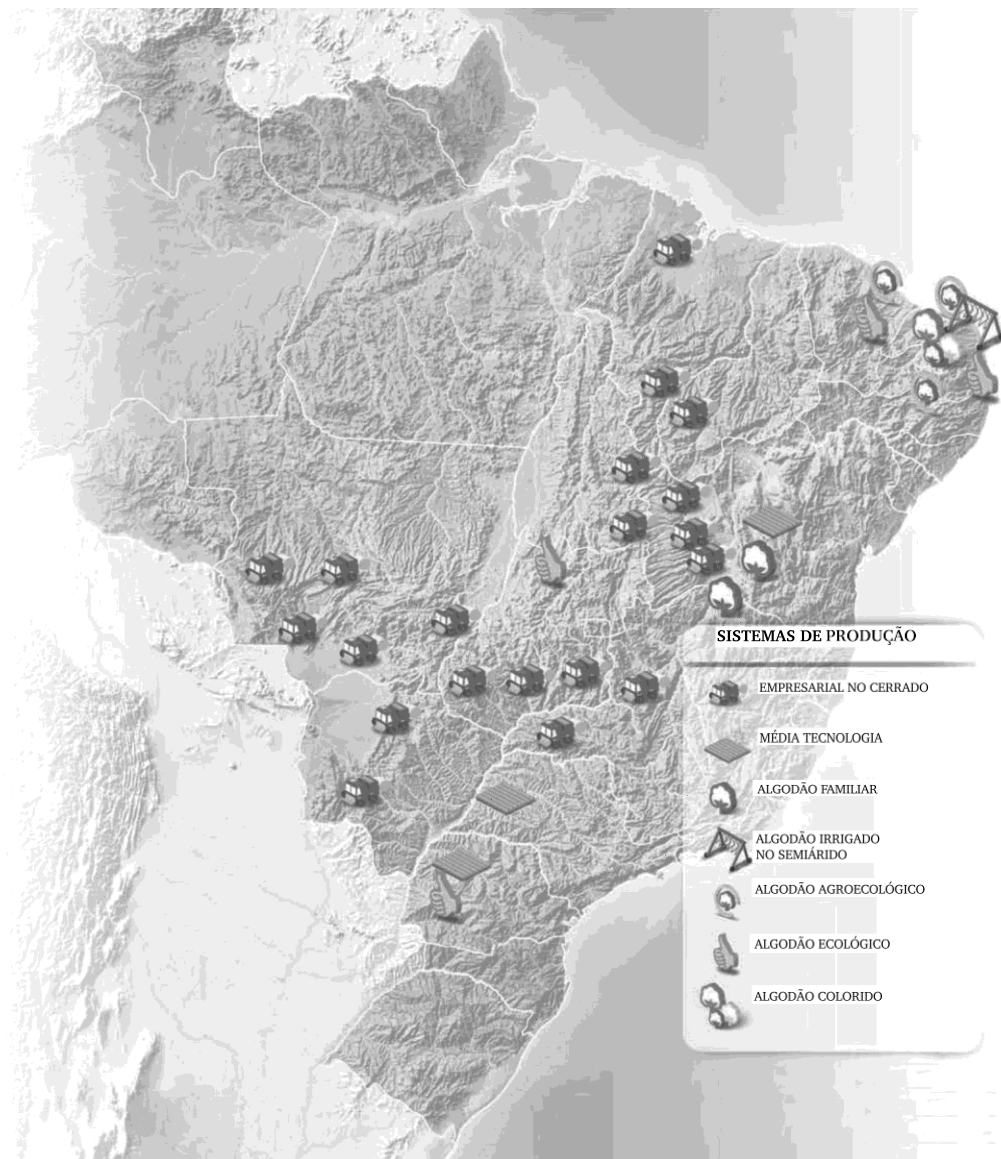 SISTEMAS DE PRODUÇÃO
EMPRESARIAL NO CERRADO
MÉDIA TECNOLOGIA
ALGODÃO FAMILIAR
ALGODÃO IRRIGADO
NO SEMIÁRIDO
ALGODÃO AGROECOLÓGICO
ALGODÃO ECOLÓGICO
ALGODÃO COLORIDO